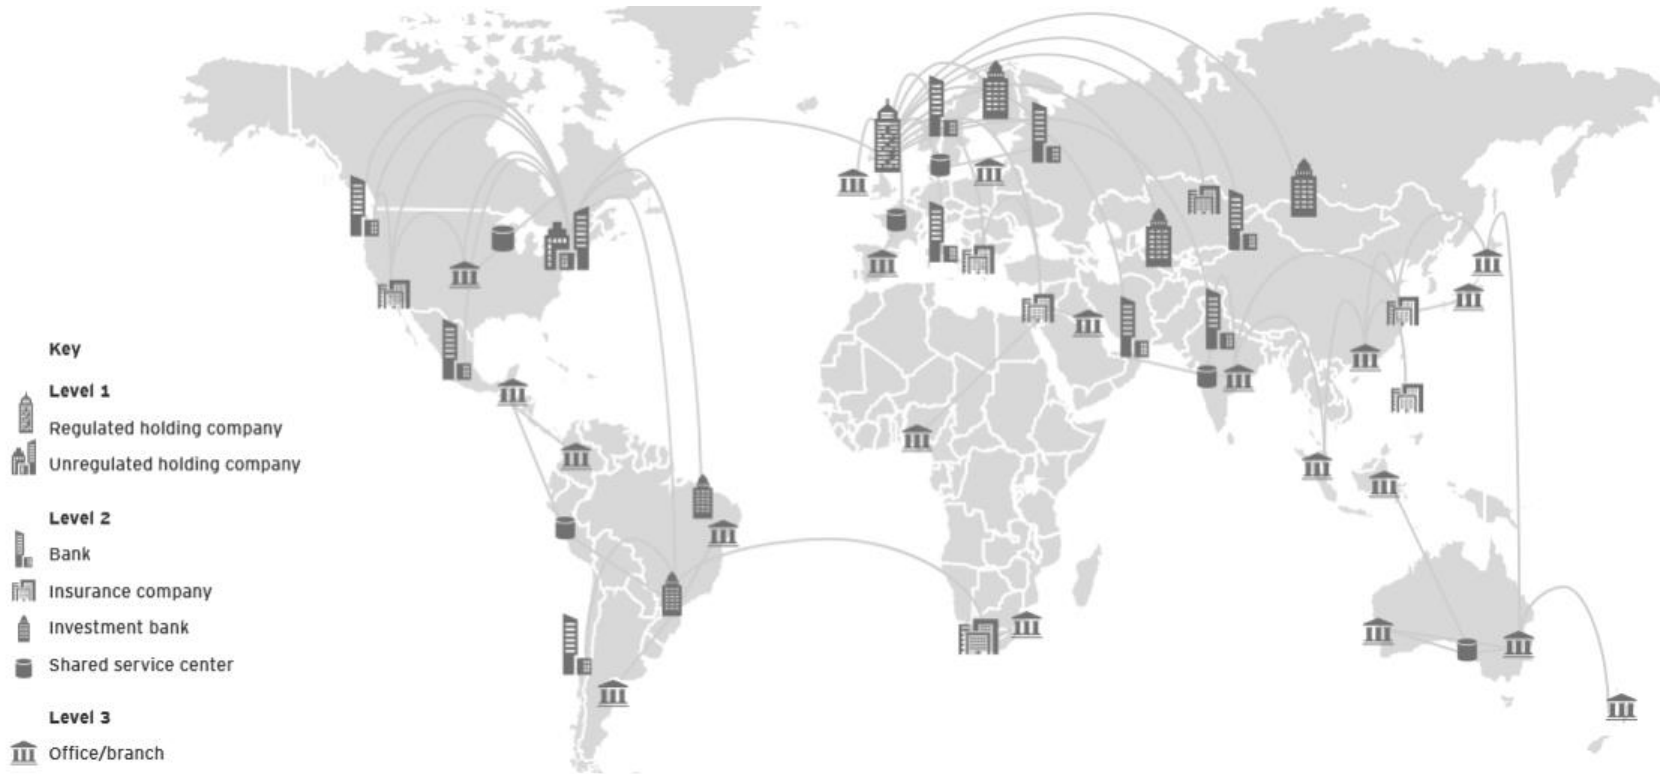 Key
Level 1
Regulated holding company
Unregulated holding company
Level 2
Bank
Insurance company
Investment bank
Shared service center
Level 3
Office/branch